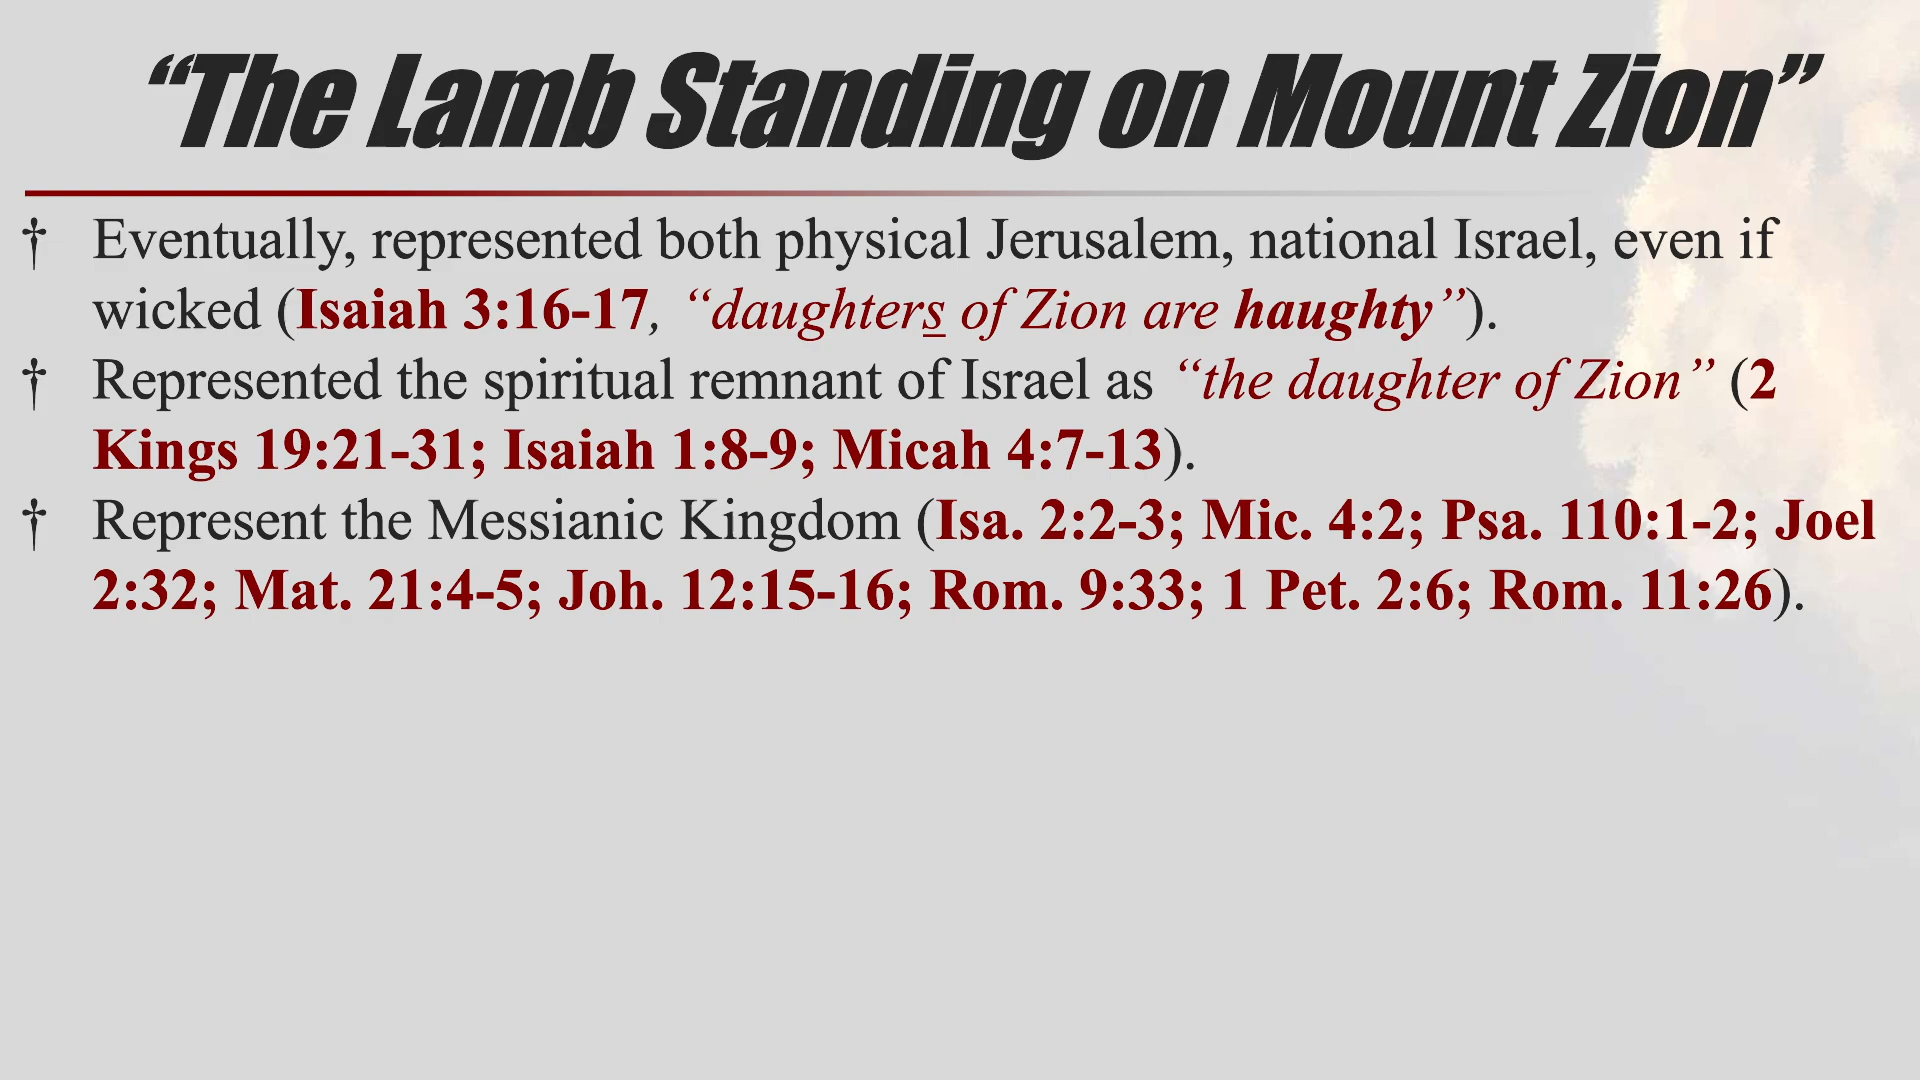 “The Lamb Standing on Mount Zion”
† Eventually, represented both physical Jerusalem, national Israel, even if
wicked (Isaiah 3:16-17, “daughters of Zion are haughty”).
† Represented the spiritual remnant of Israel as “the daughter of Zion” (2
Kings 19:21-31; Isaiah 1:8-9; Micah 4:7-13).
† Represent the Messianic Kingdom (Isa. 2:2-3; Mic. 4:2; Psa. 110:1-2; Joel
2:32; Mat. 21:4-5; Joh. 12:15-16; Rom. 9:33; 1 Pet. 2:6; Rom. 11:26).